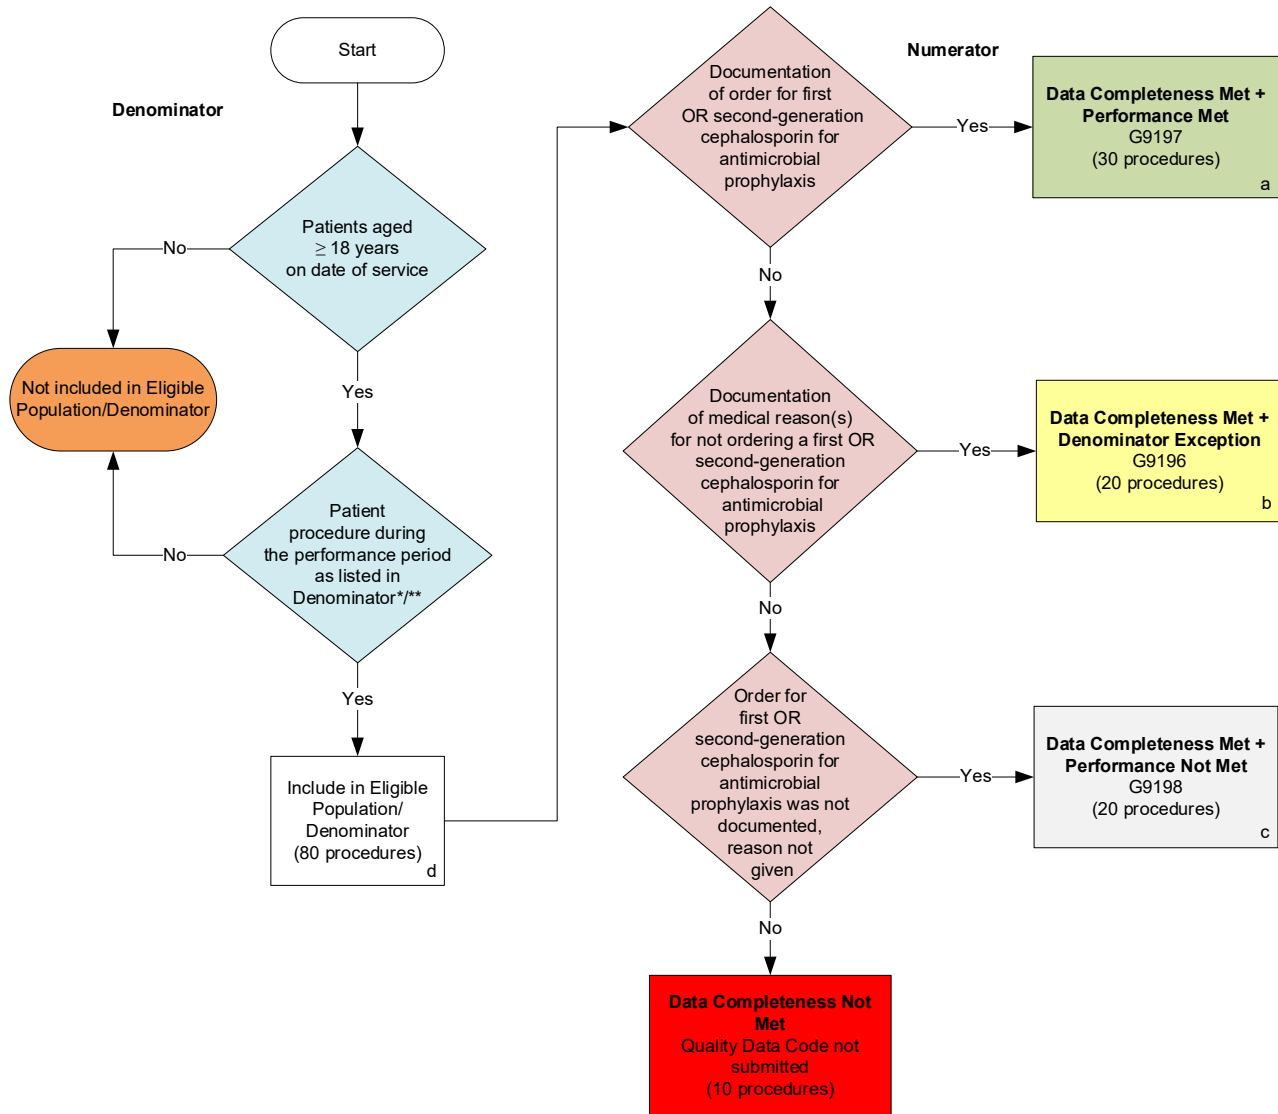 Start
Denominator
Patients aged
≥ 18 years
on date of service
No
Not included in Eligible
Population/Denominator
Yes
Patient
procedure during
the performance period
as listed in
Denominator*/**
No
Yes
Include in Eligible
Population/
Denominator
(80 procedures)
d
Numerator
Documentation
of order for first
OR second-generation
cephalosporin for
antimicrobial
prophylaxis
Yes
Data Completeness Met +
Performance Met
G9197
(30 procedures)
a
No
Documentation
of medical reason(s)
for not ordering a first OR
second-generation
cephalosporin for
antimicrobial
prophylaxis
Yes
Data Completeness Met +
Denominator Exception
G9196
(20 procedures)
b
No
Order for
first OR
second-generation
cephalosporin for
antimicrobial
prophylaxis was not
documented,
reason not
given
Yes
Data Completeness Met +
Performance Not Met
G9198
(20 procedures)
c
No
Data Completeness Not
Met
Quality Data Code not
submitted
(10 procedures)